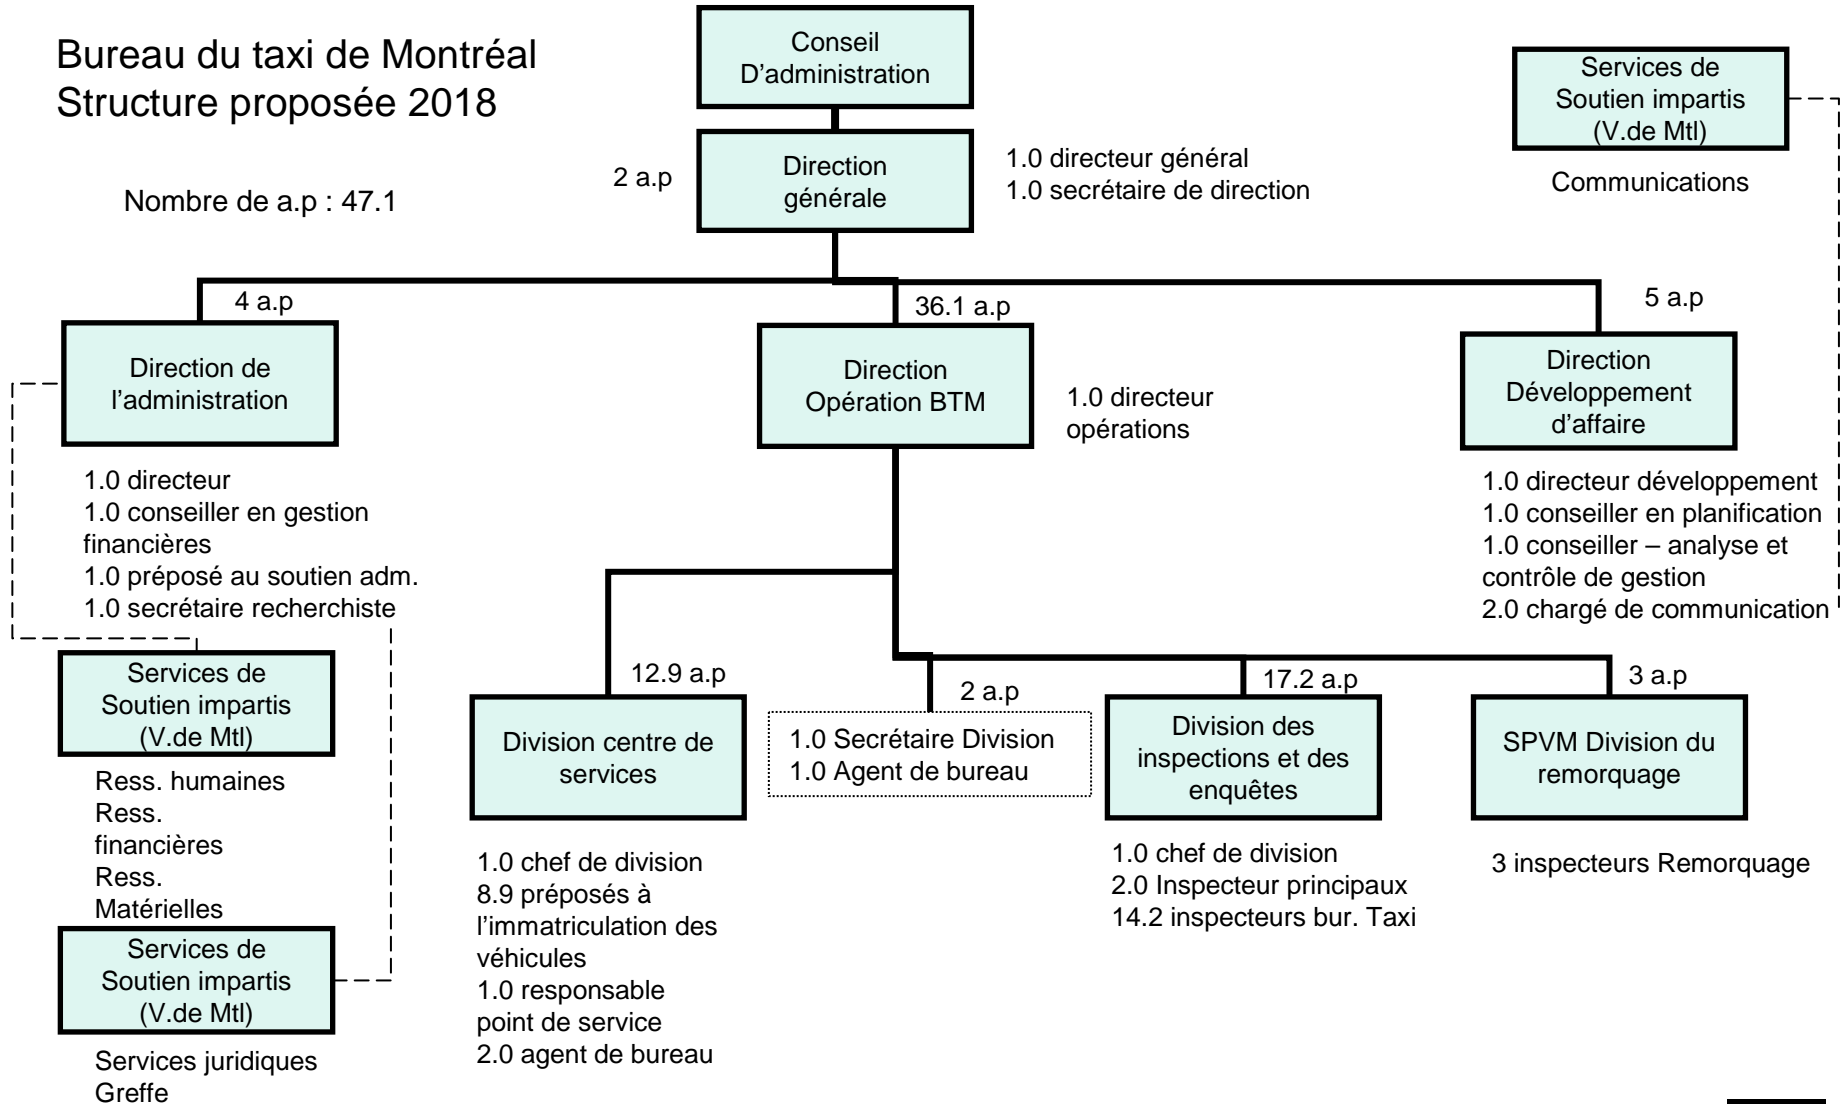 Bureau du taxi de Montréal
Structure proposée 2018
Nombre de a.p : 47.1
Conseil
D'administration
2 a.p
Direction
générale
1.0 directeur général
1.0 secrétaire de direction
Services de
Soutien impartis
(V.de Mtl)
Communications
4 a.p
Direction de
l'administration
1.0 directeur
1.0 conseiller en gestion
financières
1.0 préposé au soutien adm.
1.0 secrétaire recherchiste
Services de
Soutien impartis
(V.de Mtl)
Ress. humaines
Ress.
financières
Ress.
Matérielles
Services de
Soutien impartis
(V.de Mtl)
Services juridiques
Greffe
36.1 a.p
Direction
Opération BTM
1.0 directeur
opérations
5 a.p
Direction
Développement
d'affaire
1.0 directeur développement
1.0 conseiller en planification
1.0 conseiller – analyse et
contrôle de gestion
2.0 chargé de communication
12.9 a.p
Division centre de
services
1.0 chef de division
8.9 préposés à
l'immatriculation des
véhicules
1.0 responsable
point de service
2.0 agent de bureau
2 a.p
1.0 Secrétaire Division
1.0 Agent de bureau
17.2 a.p
Division des
inspections et des
enquêtes
1.0 chef de division
2.0 Inspecteur principaux
14.2 inspecteurs bur. Taxi
3 a.p
SPVM Division du
remorquage
3 inspecteurs Remorquage